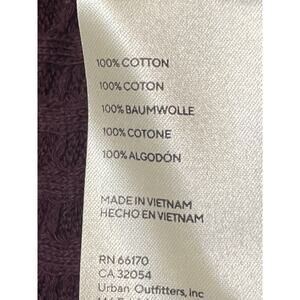 100% COTTON
100% COTON
100% BAUMWOLLE
100% COTONE
100% ALGODÓN
MADE IN VIETNAM
HECHO EN VIETNAM
RN 66170
CA 32054
Urban Outfitters, Inc